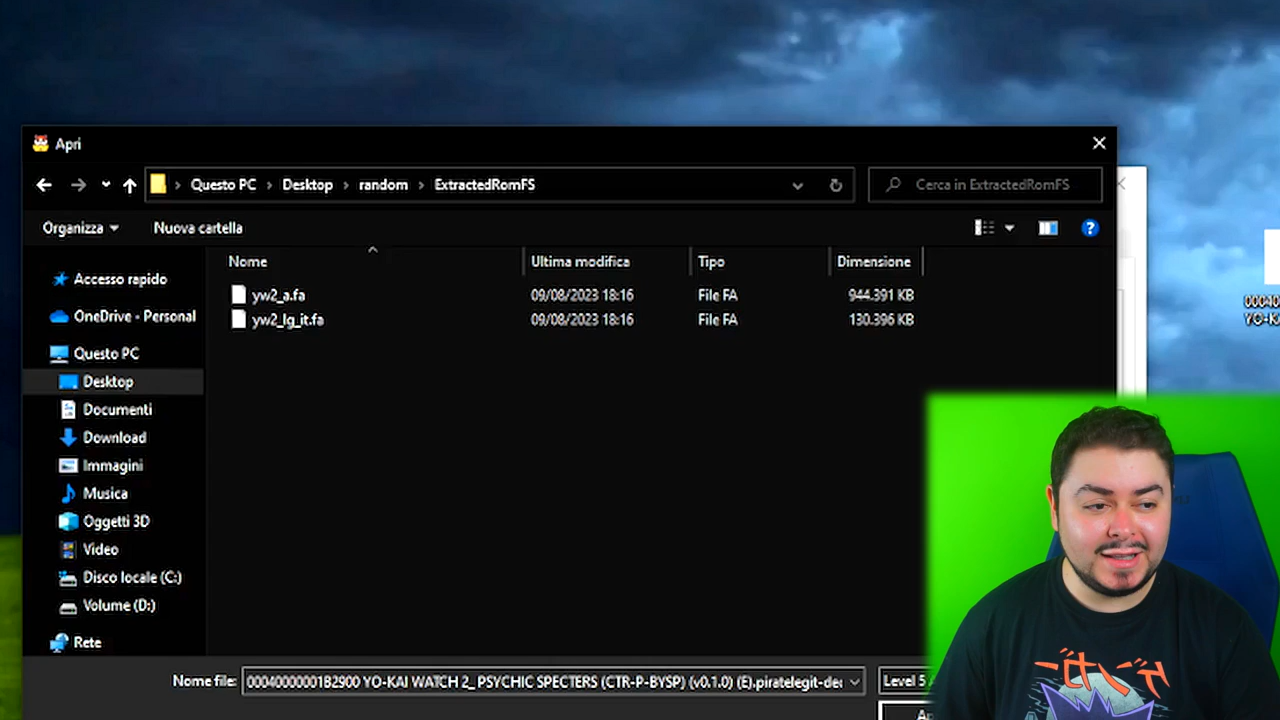 Apri
Questo PC > Desktop > random > ExtractedRomFS
Cerca in ExtractedRomFS
Organizza
Nuova cartella
Nome
Ultima modifica
Tipo
Dimensione
yw2_a.fa
09/08/2023 18:16
File FA
944.391 KB
yw2_lg_it.fa
09/08/2023 18:16
File FA
130.396 KB
Accesso rapido
OneDrive - Personal
Questo PC
Desktop
Documenti
Download
Immagini
Musica
Oggetti 3D
Video
Disco locale (C:)
Volume (D:)
Rete
00040
YO-K
Nome file:
00040000001B2900 YO-KAI WATCH 2_ PSYCHIC SPECTERS (CTR-P-BYSP) (v0.1.0) (E).piratelegit-de
Level 5